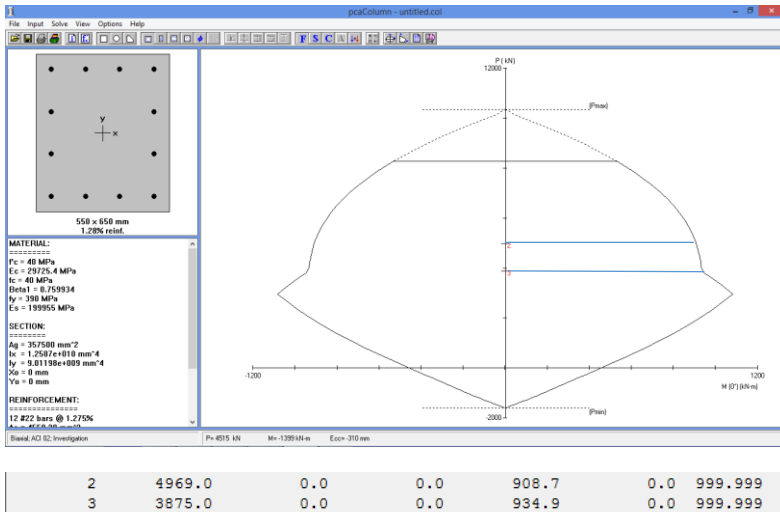 pcaColumn - untitled.col
File Input Solve View Options Help
F S C
P ( kN)
12000
(Pmax)
y
x
550 x 650 mm
1.28% reinf.
2
3
MATERIAL:
=========
f'c = 40 MPa
Ec = 29725.4 MPa
fc = 40 MPa
Beta1 = 0.759934
fy = 390 MPa
Es = 199955 MPa
SECTION:
========
Ag = 357500 mm^2
Ix = 1.2587e+010 mm^4
Iy = 9.01198e+009 mm^4
Xo = 0 mm
Yo = 0 mm
REINFORCEMENT:
==============
12 #22 bars @ 1.275%
-1200
1200
M (0°) (kN-m)
-2000
(Pmin)
Biaxial; ACI 02; Investigation P= 4515 kN M= -1399 kN-m Ecc= -310 mm
2 4969.0 0.0 0.0 908.7 0.0 999.999
3 3875.0 0.0 0.0 934.9 0.0 999.999